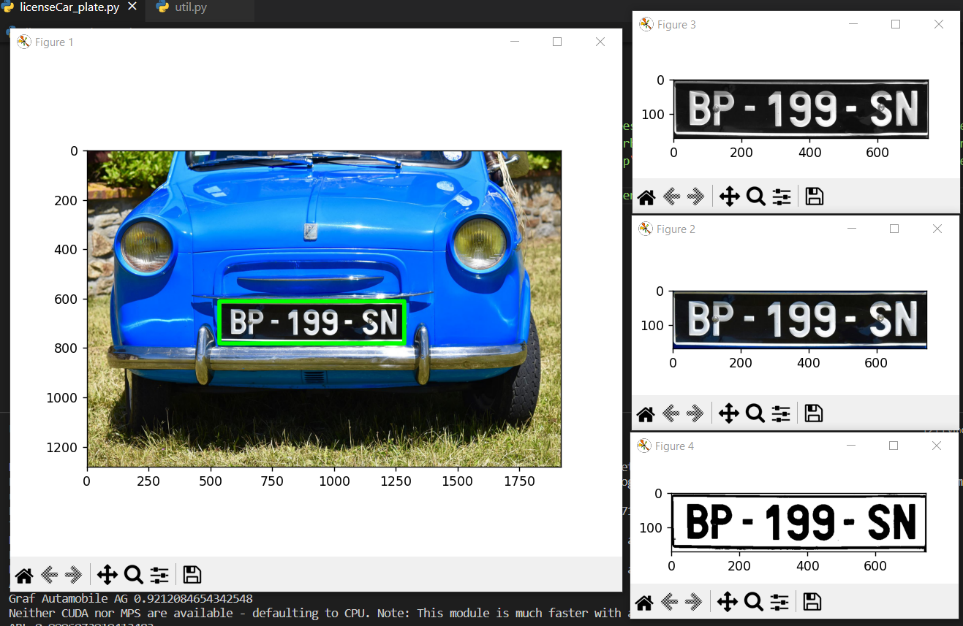 licenseCar_plate.py
util.py
Figure 1
0
200
400
600
800
1000
1200
0 250 500 750 1000 1250 1500 1750
BP - 199 - SN
Figure 3
0
100
0 200 400 600
BP - 199 - SN
Figure 2
0
100
0 200 400 600
BP - 199 - SN
Figure 4
0
100
0 200 400 600
BP - 199 - SN
Graf Automobile AG 0.9212084654342548
Neither CUDA nor MPS are available - defaulting to CPU. Note: This module is much faster with